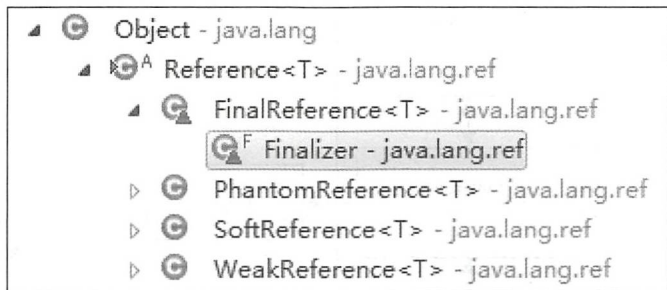 Object - java.lang
A Reference<T> - java.lang.ref
FinalReference<T> - java.lang.ref
F Finalizer - java.lang.ref
PhantomReference<T> - java.lang.ref
SoftReference<T> - java.lang.ref
WeakReference<T> - java.lang.ref